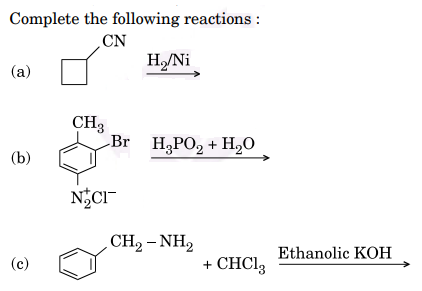 Complete the following reactions :
CN
(a) H₂/Ni
CH₃
Br
(b) H₃PO₂ + H₂O
N₂⁺Cl⁻
CH₂ – NH₂
(c) + CHCl₃ Ethanolic KOH